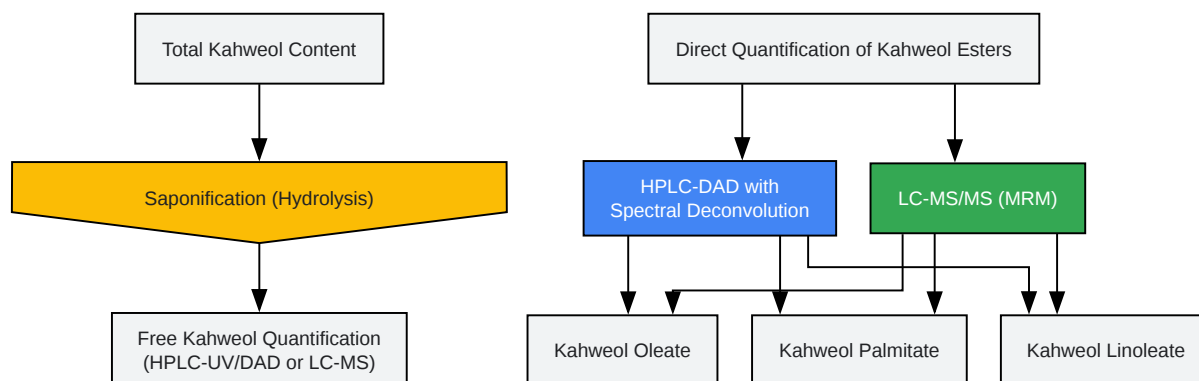 Total Kahweol Content
Direct Quantification of Kahweol Esters
Saponification (Hydrolysis)
HPLC-DAD with
Spectral Deconvolution
LC-MS/MS (MRM)
Free Kahweol Quantification
(HPLC-UV/DAD or LC-MS)
Kahweol Oleate
Kahweol Palmitate
Kahweol Linoleate